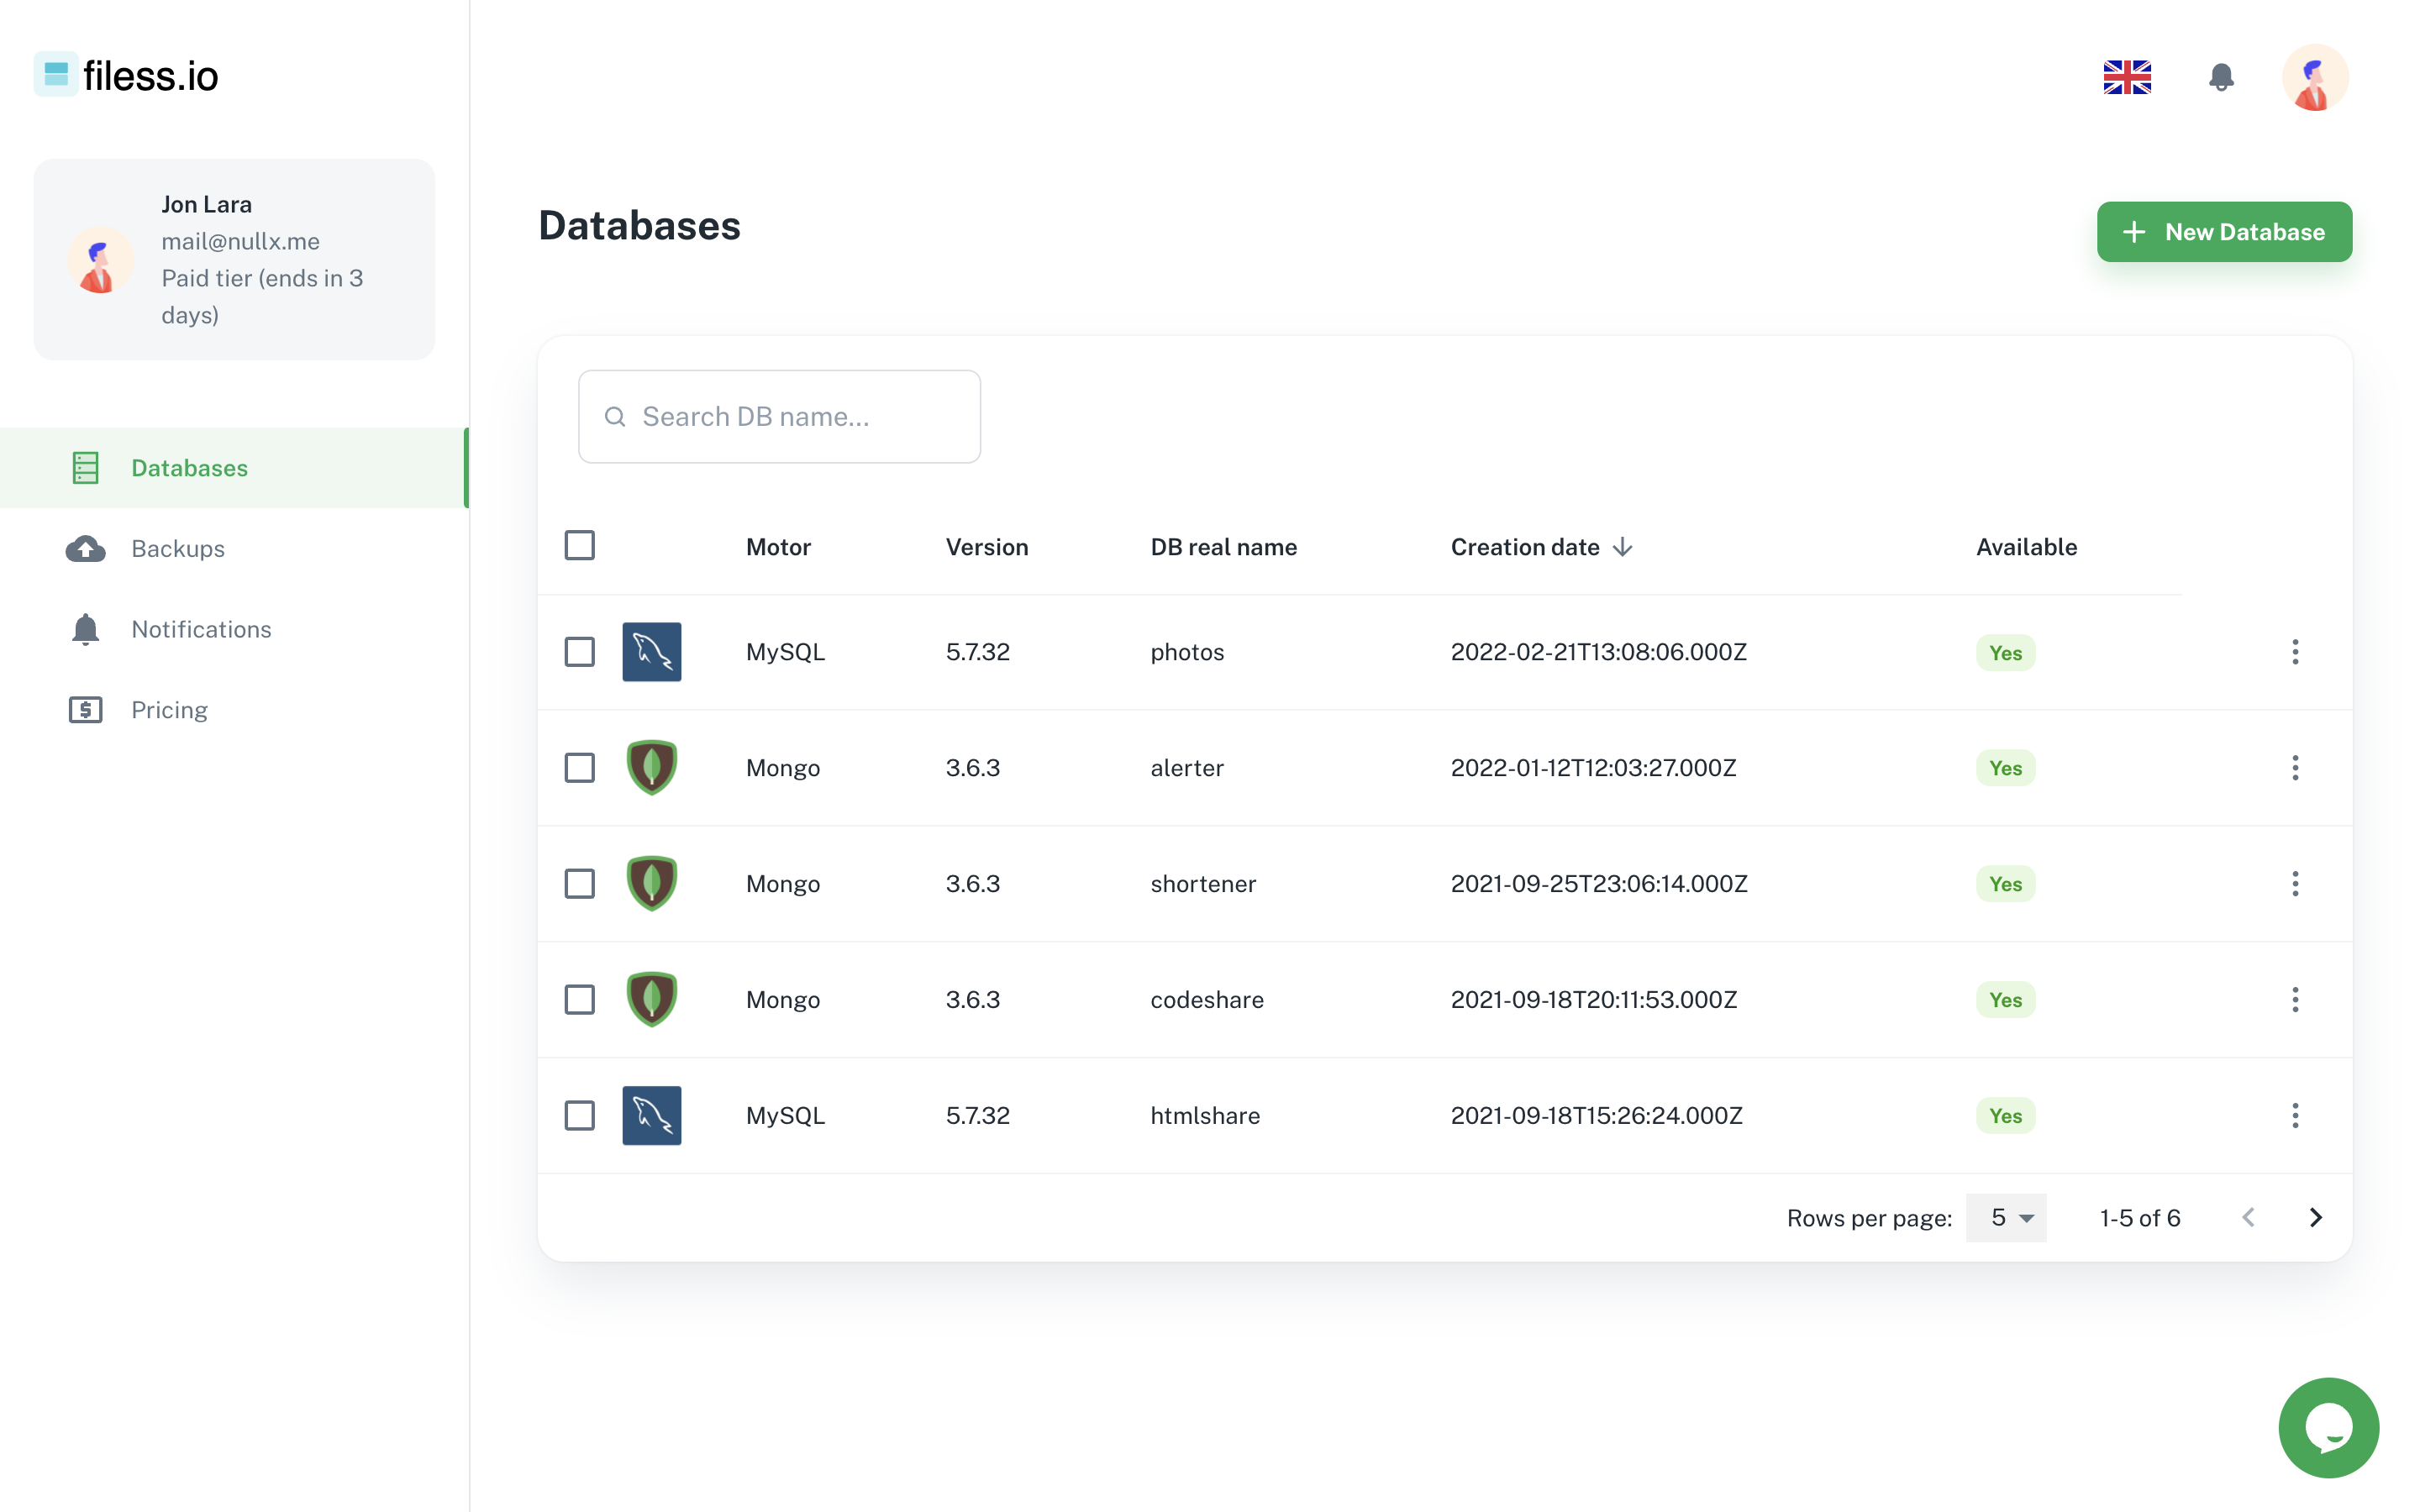 filess.io
Jon Lara
mail@nullx.me
Paid tier (ends in 3
days)
Databases
Backups
Notifications
Pricing
Databases
New Database
Search DB name...
Motor Version DB real name Creation date Available
MySQL 5.7.32 photos 2022-02-21T13:08:06.000Z Yes
Mongo 3.6.3 alerter 2022-01-12T12:03:27.000Z Yes
Mongo 3.6.3 shortener 2021-09-25T23:06:14.000Z Yes
Mongo 3.6.3 codeshare 2021-09-18T20:11:53.000Z Yes
MySQL 5.7.32 htmlshare 2021-09-18T15:26:24.000Z Yes
Rows per page: 5 1-5 of 6